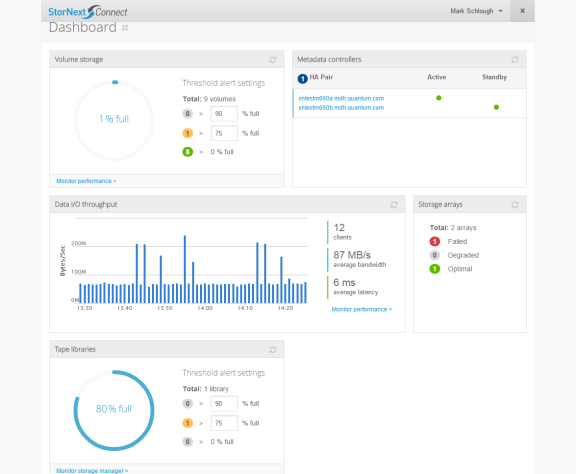 StorNext Connect
Mark Schlough
×
Dashboard
Volume storage
Threshold alert settings
Total: 9 volumes
0 > 90 % full
1 > 75 % full
8 > 0 % full
1% full
Monitor performance >
Metadata controllers
1 HA Pair Active Standby
sntestm660a.mdh.quantum.com
sntestm660b.mdh.quantum.com
Data I/O throughput
Bytes/Sec
200M
100M
0M
13:30 13:40 13:50 14:00 14:10 14:20
12
clients
87 MB/s
average bandwidth
6 ms
average latency
Monitor performance >
Storage arrays
Total: 2 arrays
1 Failed
0 Degraded
1 Optimal
Tape libraries
Threshold alert settings
Total: 1 library
0 > 90 % full
1 > 75 % full
0 > 0 % full
80% full
Monitor storage manager >